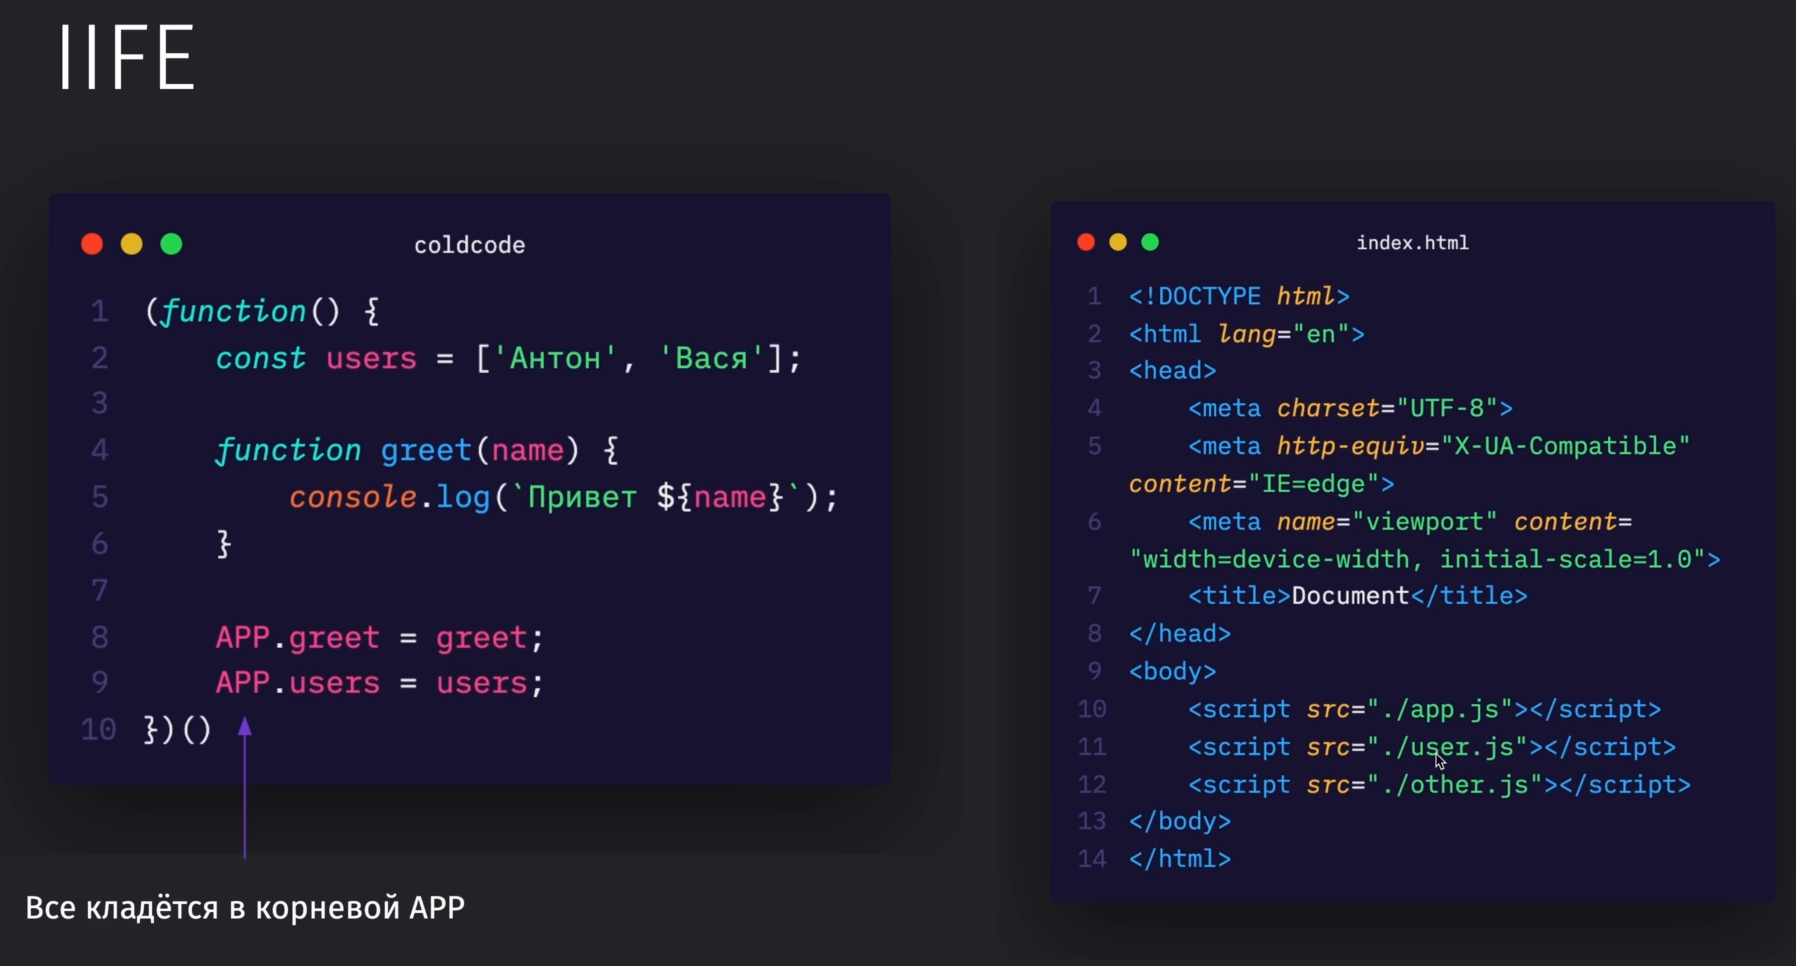 IIFE
coldcode
1 (function() {
2 const users = ['Антон', 'Вася'];
3
4 function greet(name) {
5 console.log(`Привет ${name}`);
6 }
7
8 APP.greet = greet;
9 APP.users = users;
10 })()
Все кладётся в корневой APP
index.html
1 <!DOCTYPE html>
2 <html lang="en">
3 <head>
4 <meta charset="UTF-8">
5 <meta http-equiv="X-UA-Compatible"
content="IE=edge">
6 <meta name="viewport" content=
"width=device-width, initial-scale=1.0">
7 <title>Document</title>
8 </head>
9 <body>
10 <script src="./app.js"></script>
11 <script src="./user.js"></script>
12 <script src="./other.js"></script>
13 </body>
14 </html>